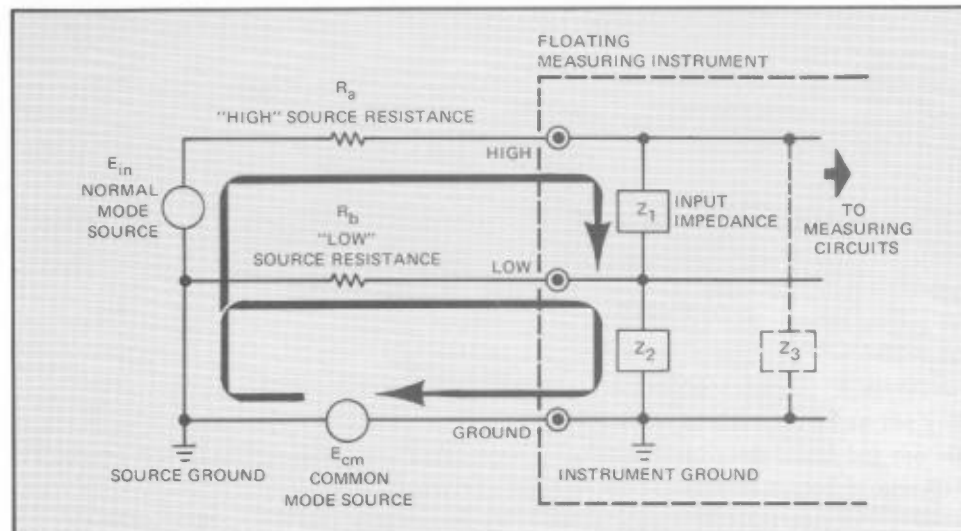 FLOATING
MEASURING INSTRUMENT
Ra
"HIGH" SOURCE RESISTANCE
HIGH
Ein
NORMAL
MODE
SOURCE
Z1
INPUT
IMPEDANCE
TO
MEASURING
CIRCUITS
Rb
"LOW"
SOURCE RESISTANCE
LOW
Z2
Z3
GROUND
SOURCE GROUND
Ecm
COMMON
MODE SOURCE
INSTRUMENT GROUND